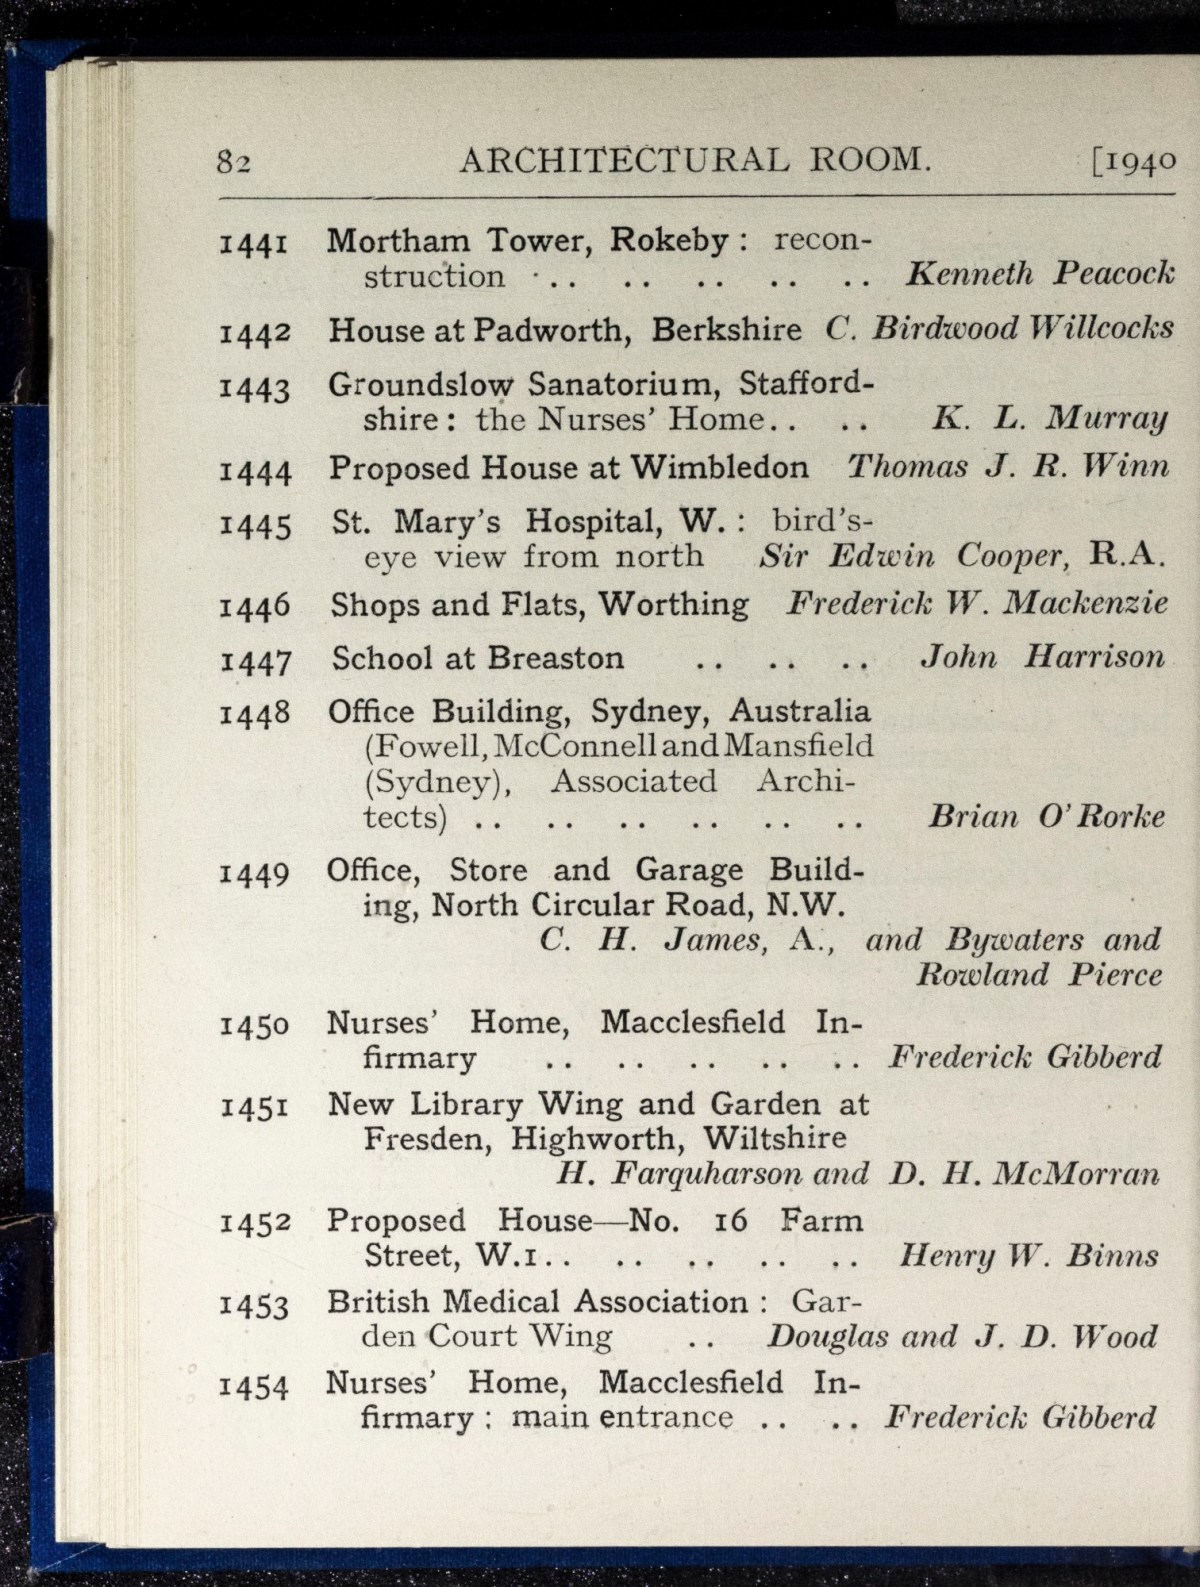 82 ARCHITECTURAL ROOM. [1940
1441 Mortham Tower, Rokeby : recon-
struction .. .. .. .. .. Kenneth Peacock
1442 House at Padworth, Berkshire C. Birdwood Willcocks
1443 Groundslow Sanatorium, Stafford-
shire : the Nurses' Home.. .. K. L. Murray
1444 Proposed House at Wimbledon Thomas J. R. Winn
1445 St. Mary's Hospital, W. : bird's-
eye view from north Sir Edwin Cooper, R.A.
1446 Shops and Flats, Worthing Frederick W. Mackenzie
1447 School at Breaston .. .. .. John Harrison
1448 Office Building, Sydney, Australia
(Fowell, McConnell and Mansfield
(Sydney), Associated Archi-
tects) .. .. .. .. .. .. Brian O'Rorke
1449 Office, Store and Garage Build-
ing, North Circular Road, N.W.
C. H. James, A., and Bywaters and
Rowland Pierce
1450 Nurses' Home, Macclesfield In-
firmary .. .. .. .. .. Frederick Gibberd
1451 New Library Wing and Garden at
Fresden, Highworth, Wiltshire
H. Farquharson and D. H. McMorran
1452 Proposed House—No. 16 Farm
Street, W.1.. .. .. .. .. Henry W. Binns
1453 British Medical Association : Gar-
den Court Wing .. Douglas and J. D. Wood
1454 Nurses' Home, Macclesfield In-
firmary : main entrance .. .. Frederick Gibberd